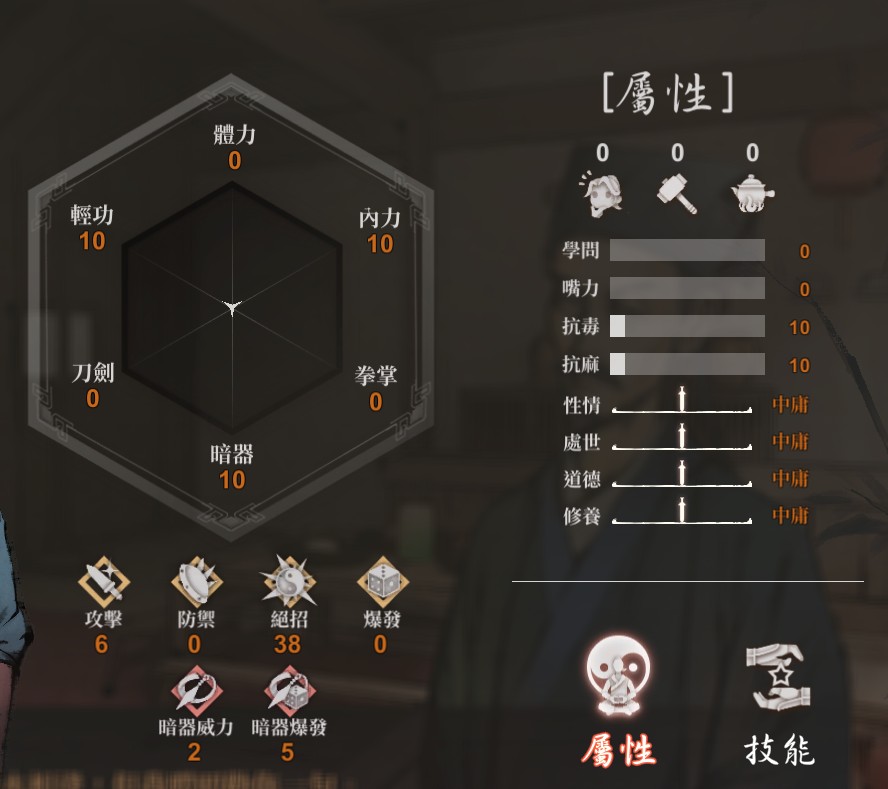 體力
0
輕功
10
內力
10
刀劍
0
拳掌
0
暗器
10
攻擊
6
防禦
0
絕招
38
爆發
0
暗器威力
2
暗器爆發
5
[屬性]
0 0 0
學問 0
嘴力 0
抗毒 10
抗麻 10
性情 中庸
處世 中庸
道德 中庸
修養 中庸
屬性 技能